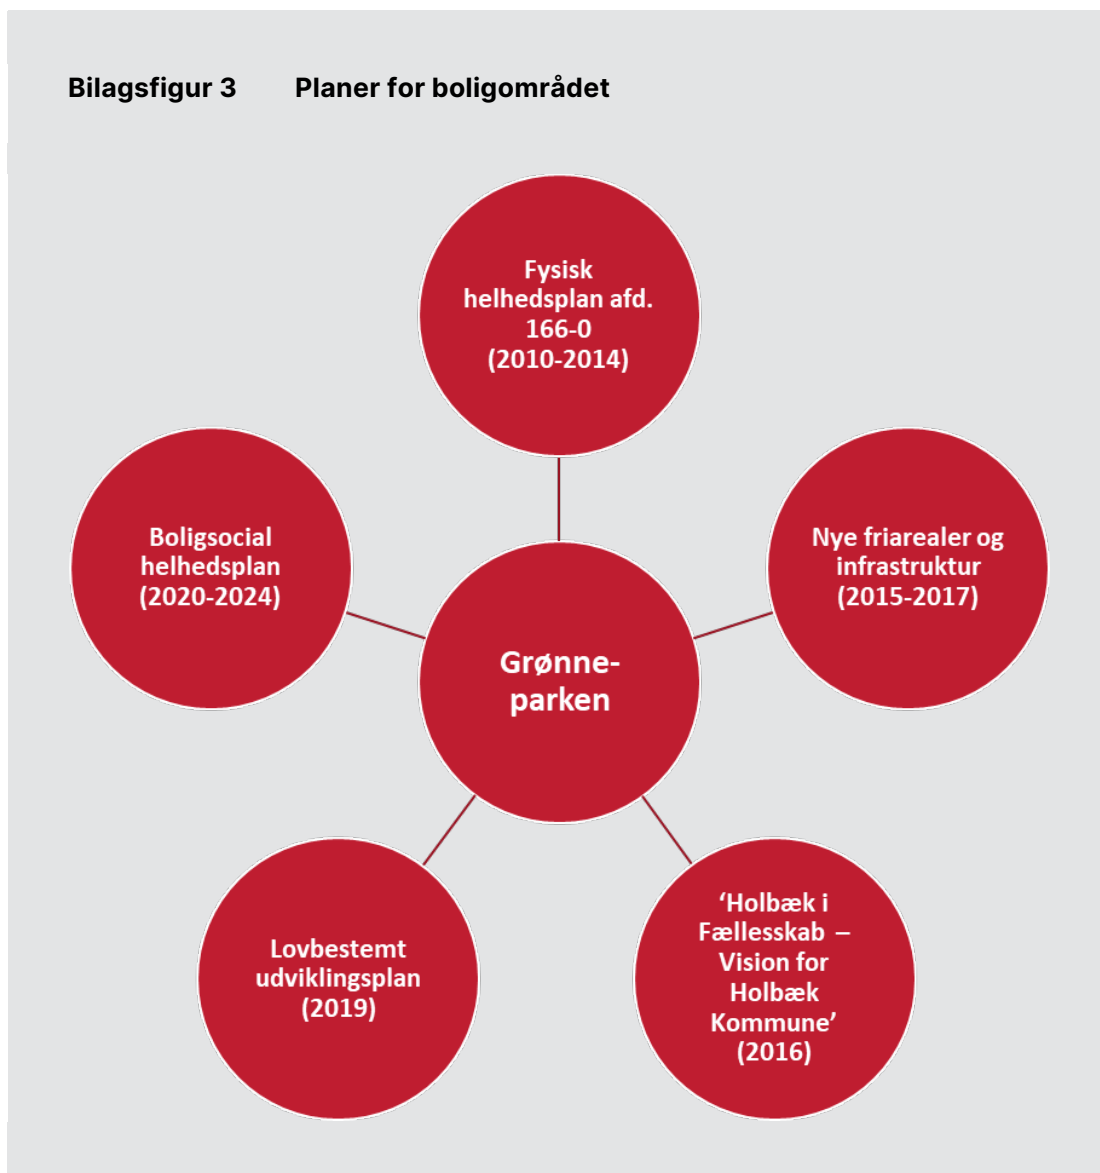 Bilagsfigur 3 Planer for boligområdet
Fysisk
helhedsplan afd.
166-0
(2010-2014)
Nye friarealer og
infrastruktur
(2015-2017)
‘Holbæk i
Fællesskab –
Vision for
Holbæk
Kommune’
(2016)
Lovbestemt
udviklingsplan
(2019)
Boligsocial
helhedsplan
(2020-2024)
Grønne-
parken